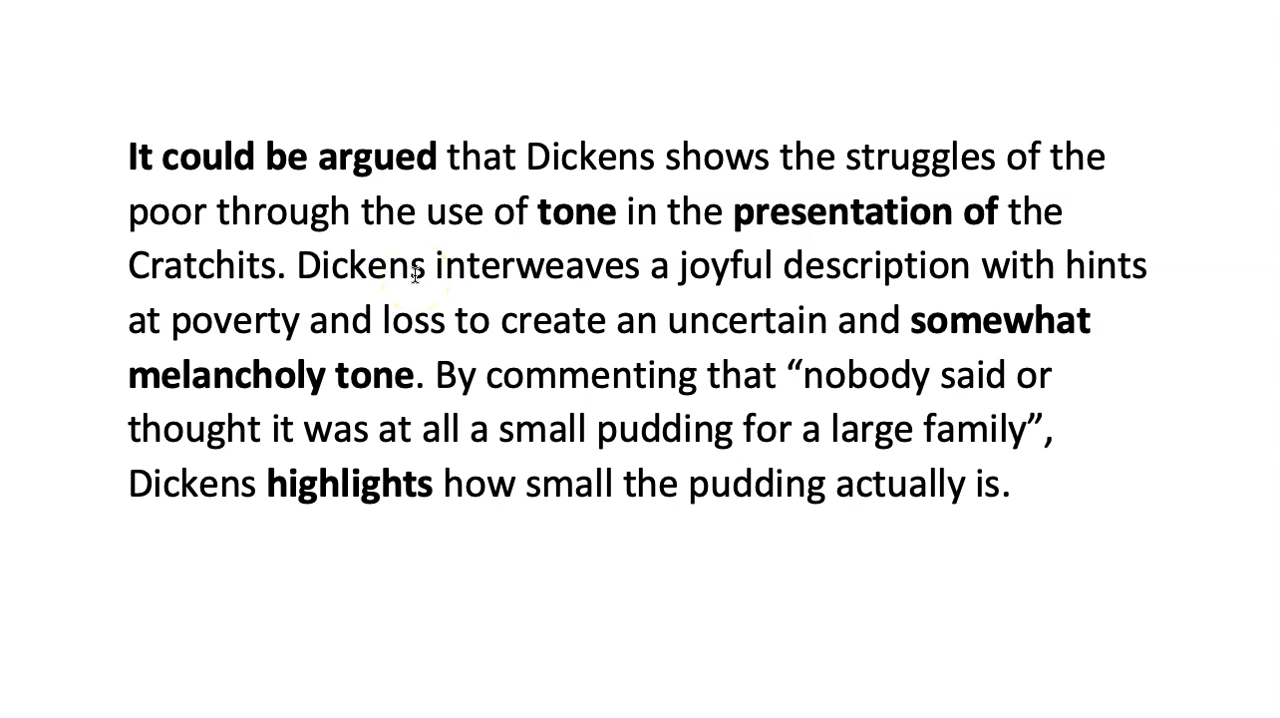 It could be argued that Dickens shows the struggles of the
poor through the use of tone in the presentation of the
Cratchits. Dickens interweaves a joyful description with hints
at poverty and loss to create an uncertain and somewhat
melancholy tone. By commenting that “nobody said or
thought it was at all a small pudding for a large family”,
Dickens highlights how small the pudding actually is.